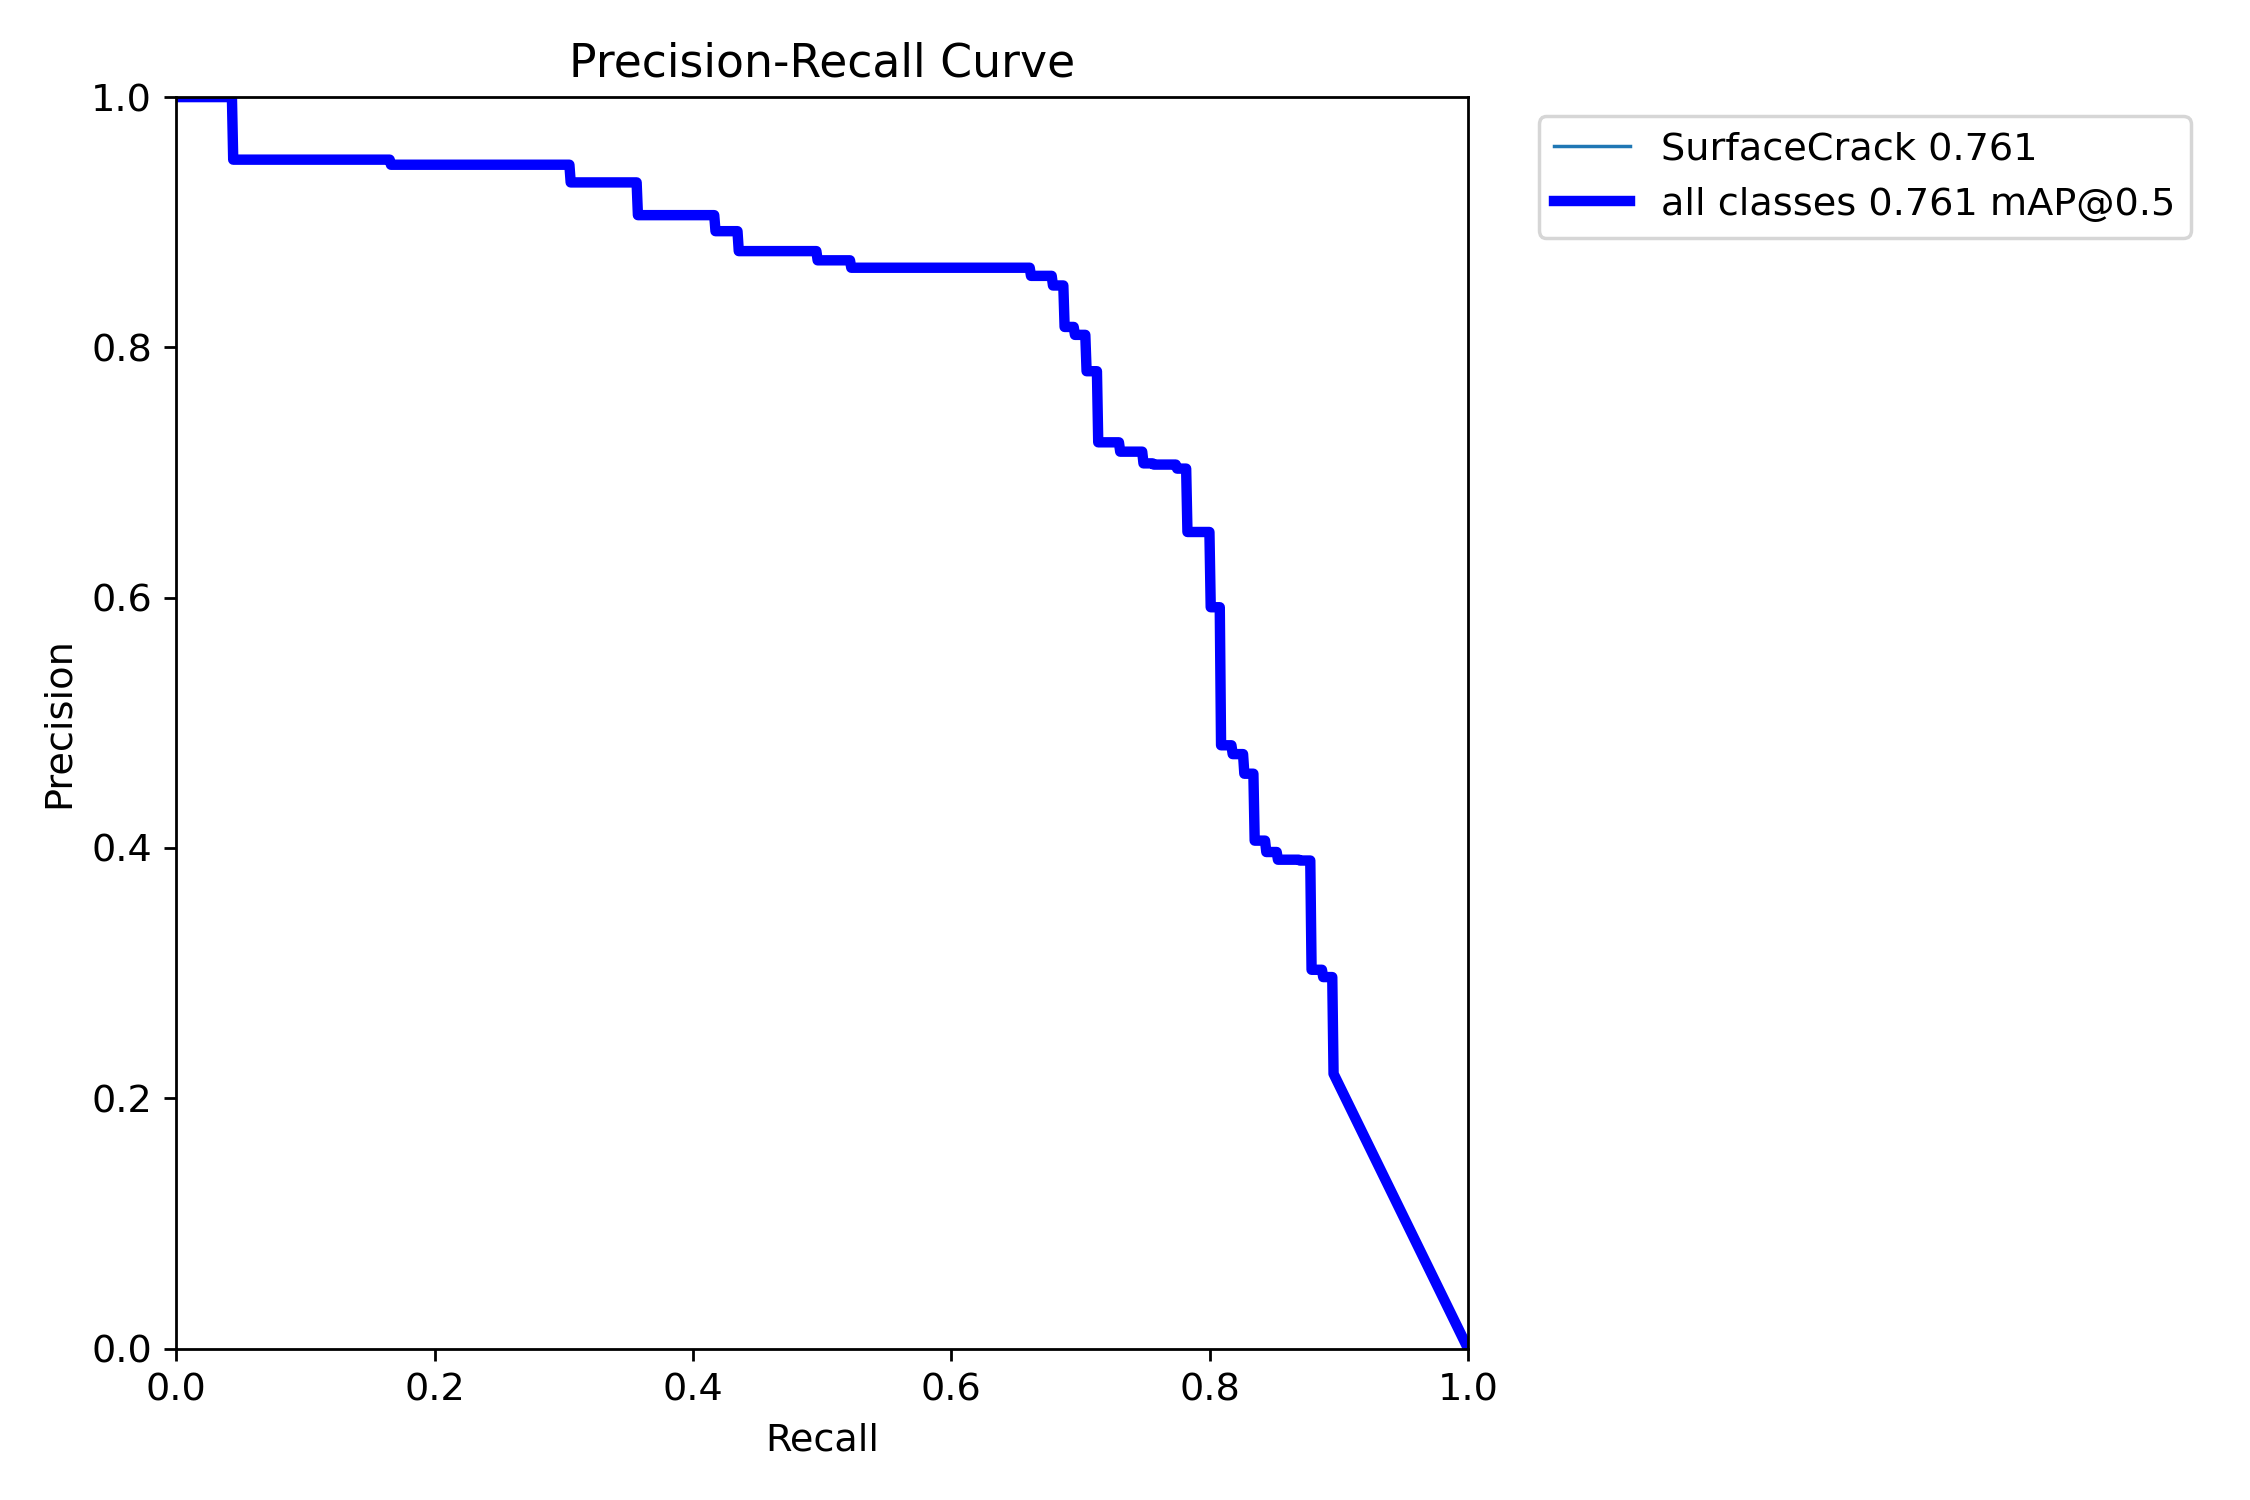 Precision-Recall Curve
1.0
0.8
0.6
0.4
0.2
0.0
Precision
0.0 0.2 0.4 0.6 0.8 1.0
Recall
SurfaceCrack 0.761
all classes 0.761 mAP@0.5